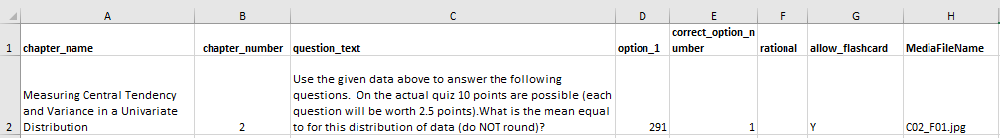 A B C D E F G H
correct_option_n
1 chapter_name chapter_number question_text option_1 umber rational allow_flashcard MediaFileName
Use the given data above to answer the following
Measuring Central Tendency questions. On the actual quiz 10 points are possible (each
and Variance in a Univariate question will be worth 2.5 points).What is the mean equal
2 Distribution 2 to for this distribution of data (do NOT round)? 291 1 Y C02_F01.jpg